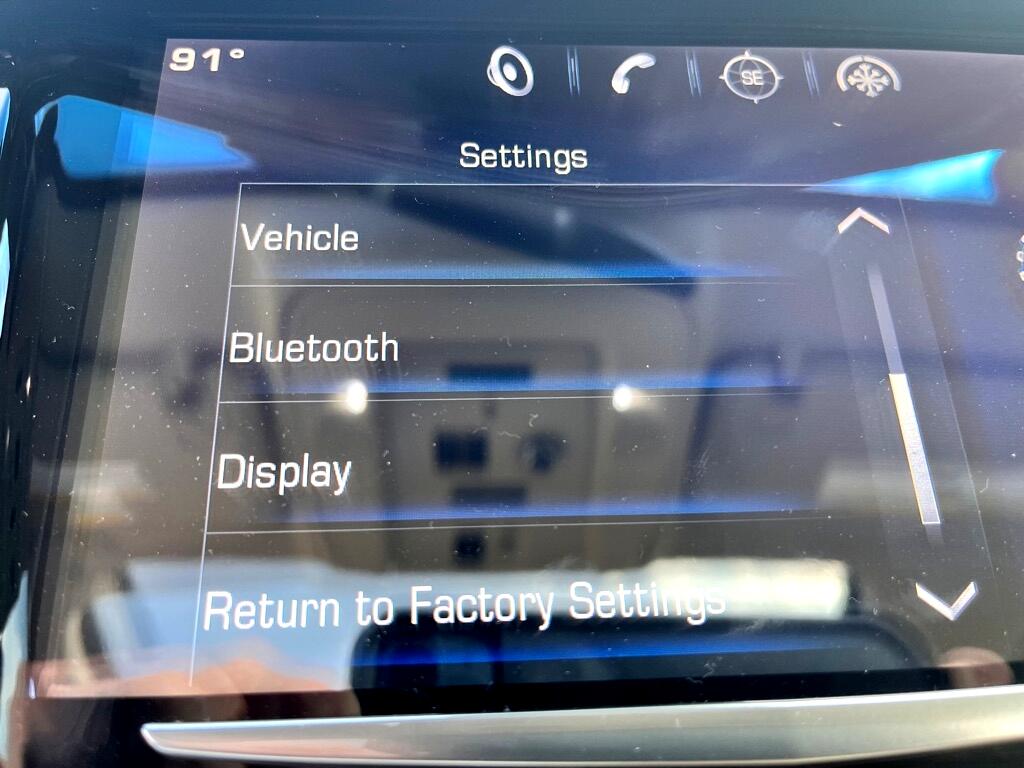 91°
SE
Settings
Vehicle
Bluetooth
Display
Return to Factory Settings